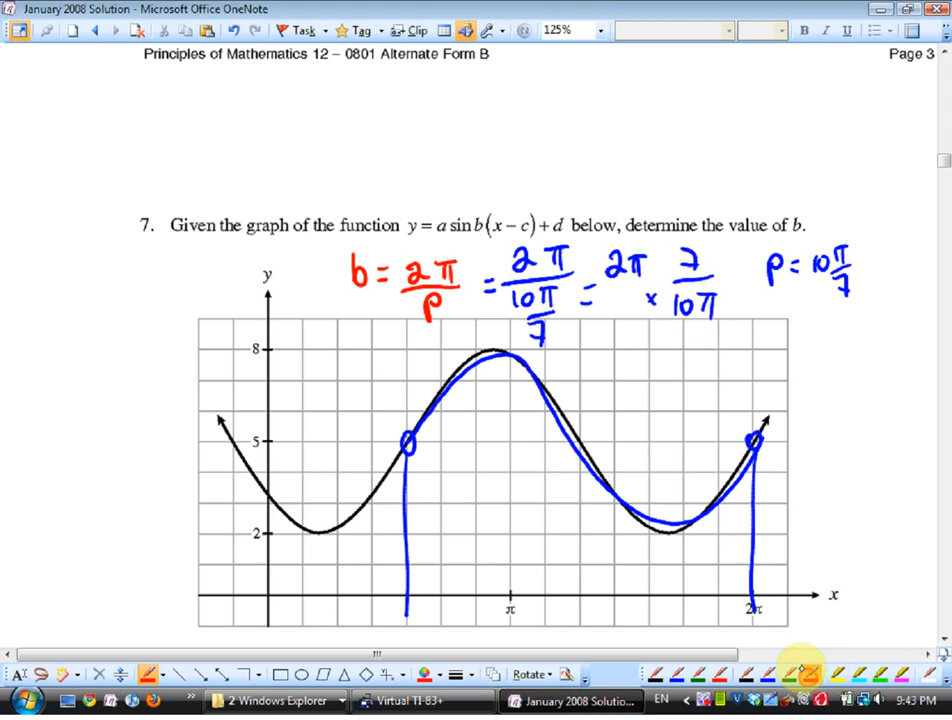 January 2008 Solution - Microsoft Office OneNote
Task Tag Clip 125% B I U
Principles of Mathematics 12 – 0801 Alternate Form B Page 3
7. Given the graph of the function y = a sin b(x − c) + d below, determine the value of b.
b = 2π/p = 2π/(10π/7) = 2π × 7/10π p = 10π/7
y
8
5
2
π 2π x
Rotate
2 Windows Explorer Virtual TI-83+ January 2008 Solutio... EN 9:43 PM